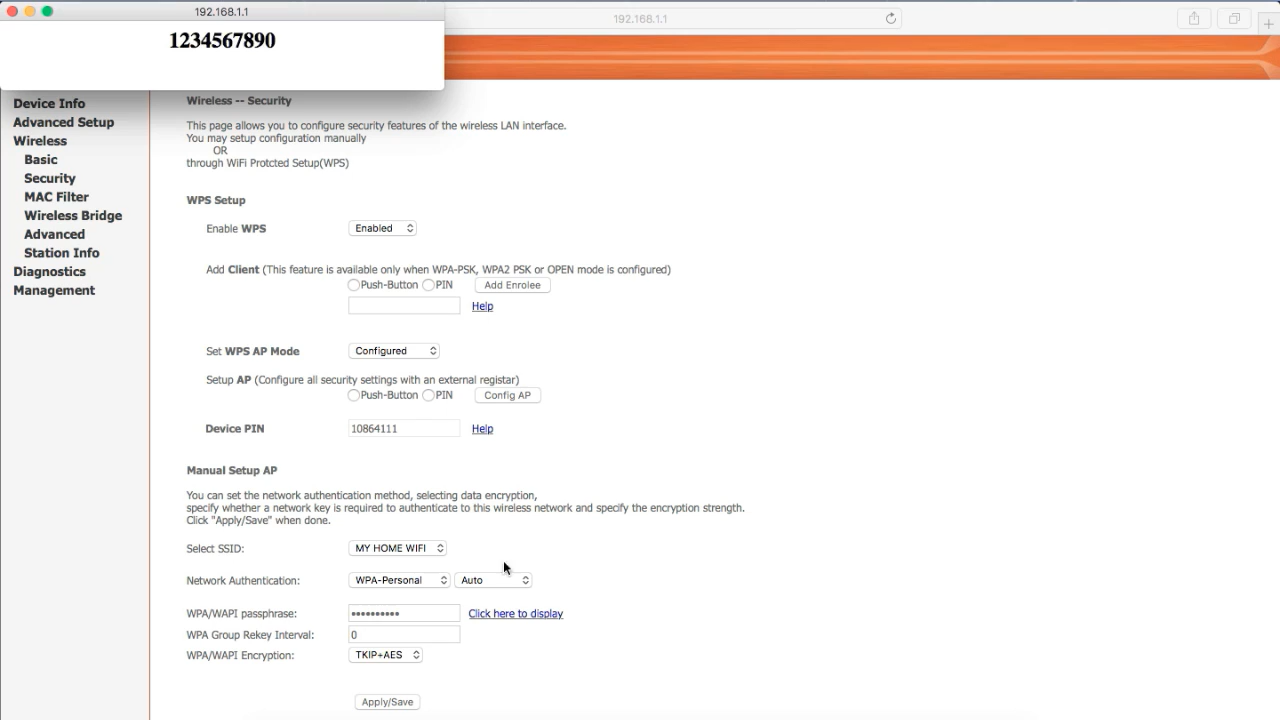 192.168.1.1
1234567890
192.168.1.1
Device Info
Advanced Setup
Wireless
Basic
Security
MAC Filter
Wireless Bridge
Advanced
Station Info
Diagnostics
Management
Wireless -- Security
This page allows you to configure security features of the wireless LAN interface.
You may setup configuration manually
OR
through WiFi Protcted Setup(WPS)
WPS Setup
Enable WPS Enabled
Add Client (This feature is available only when WPA-PSK, WPA2 PSK or OPEN mode is configured)
Push-Button PIN Add Enrolee
Help
Set WPS AP Mode Configured
Setup AP (Configure all security settings with an external registar)
Push-Button PIN Config AP
Device PIN 10864111 Help
Manual Setup AP
You can set the network authentication method, selecting data encryption,
specify whether a network key is required to authenticate to this wireless network and specify the encryption strength.
Click "Apply/Save" when done.
Select SSID: MY HOME WIFI
Network Authentication: WPA-Personal Auto
WPA/WAPI passphrase: •••••••••• Click here to display
WPA Group Rekey Interval: 0
WPA/WAPI Encryption: TKIP+AES
Apply/Save